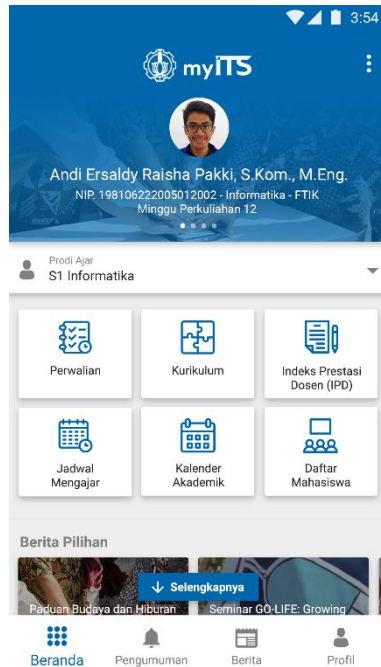 3:54
myITS
Andi Ersaldy Raisha Pakki, S.Kom., M.Eng.
NIP. 198106222005012002 - Informatika - FTIK
Minggu Perkuliahan 12
Prodi Ajar
S1 Informatika
Perwalian
Kurikulum
Indeks Prestasi
Dosen (IPD)
Jadwal
Mengajar
Kalender
Akademik
Daftar
Mahasiswa
Berita Pilihan
Selengkapnya
Paduan Budaya dan Hiburan
Seminar GO-LIFE: Growing
Beranda
Pengumuman
Berita
Profil